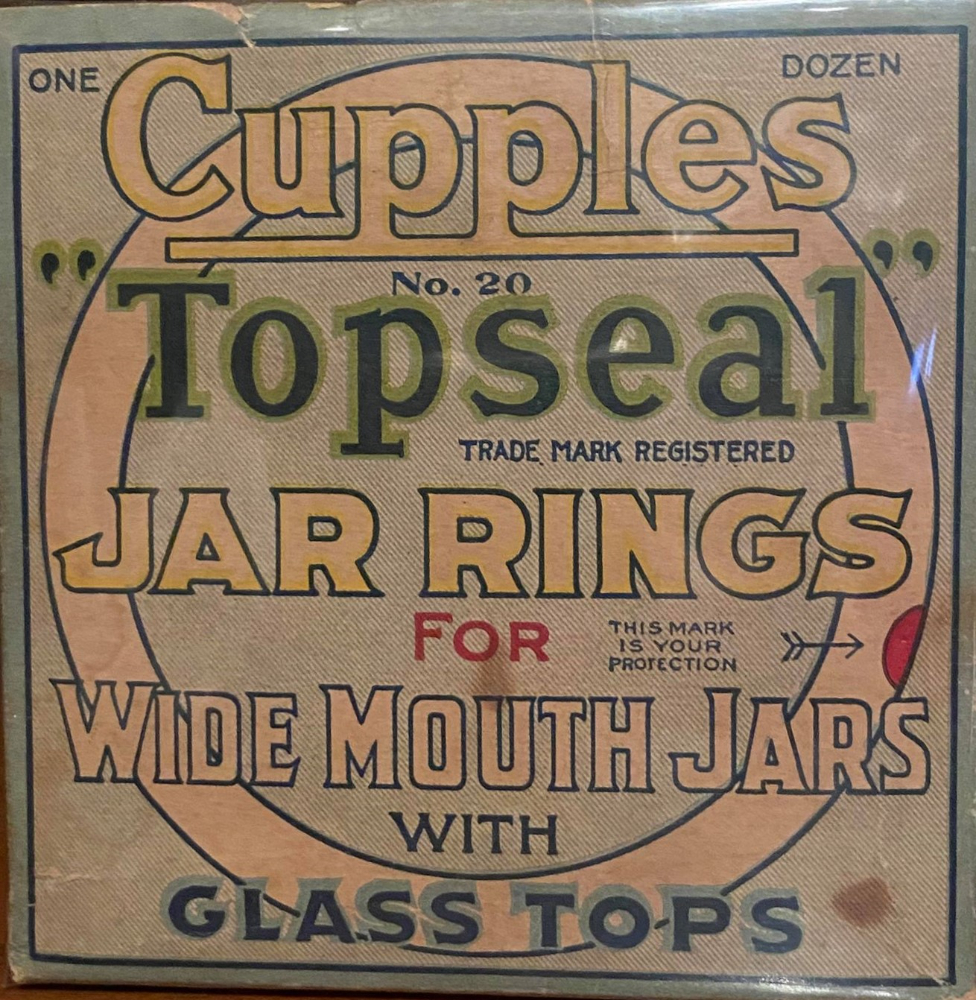 ONE DOZEN
Cupples
No. 20
"Topseal"
TRADE MARK REGISTERED
JAR RINGS
FOR
THIS MARK
IS YOUR
PROTECTION
WIDE MOUTH JARS
WITH
GLASS TOPS